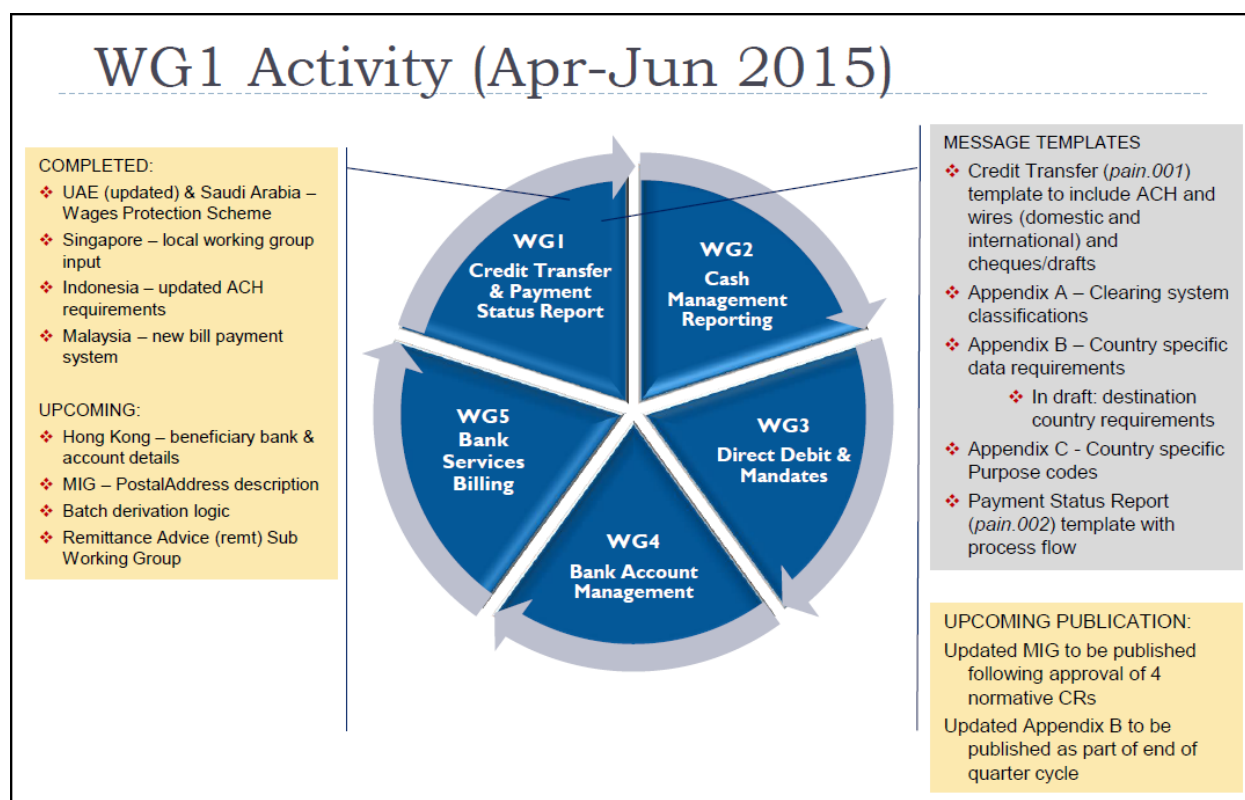 WG1 Activity (Apr-Jun 2015)
COMPLETED:
❖ UAE (updated) & Saudi Arabia –
Wages Protection Scheme
❖ Singapore – local working group
input
❖ Indonesia – updated ACH
requirements
❖ Malaysia – new bill payment
system
UPCOMING:
❖ Hong Kong – beneficiary bank &
account details
❖ MIG – PostalAddress description
❖ Batch derivation logic
❖ Remittance Advice (remt) Sub
Working Group
WG1
Credit Transfer
& Payment
Status Report
WG2
Cash
Management
Reporting
WG3
Direct Debit &
Mandates
WG4
Bank Account
Management
WG5
Bank
Services
Billing
MESSAGE TEMPLATES
❖ Credit Transfer (pain.001)
template to include ACH and
wires (domestic and
international) and
cheques/drafts
❖ Appendix A – Clearing system
classifications
❖ Appendix B – Country specific
data requirements
❖ In draft: destination
country requirements
❖ Appendix C - Country specific
Purpose codes
❖ Payment Status Report
(pain.002) template with
process flow
UPCOMING PUBLICATION:
Updated MIG to be published
following approval of 4
normative CRs
Updated Appendix B to be
published as part of end of
quarter cycle